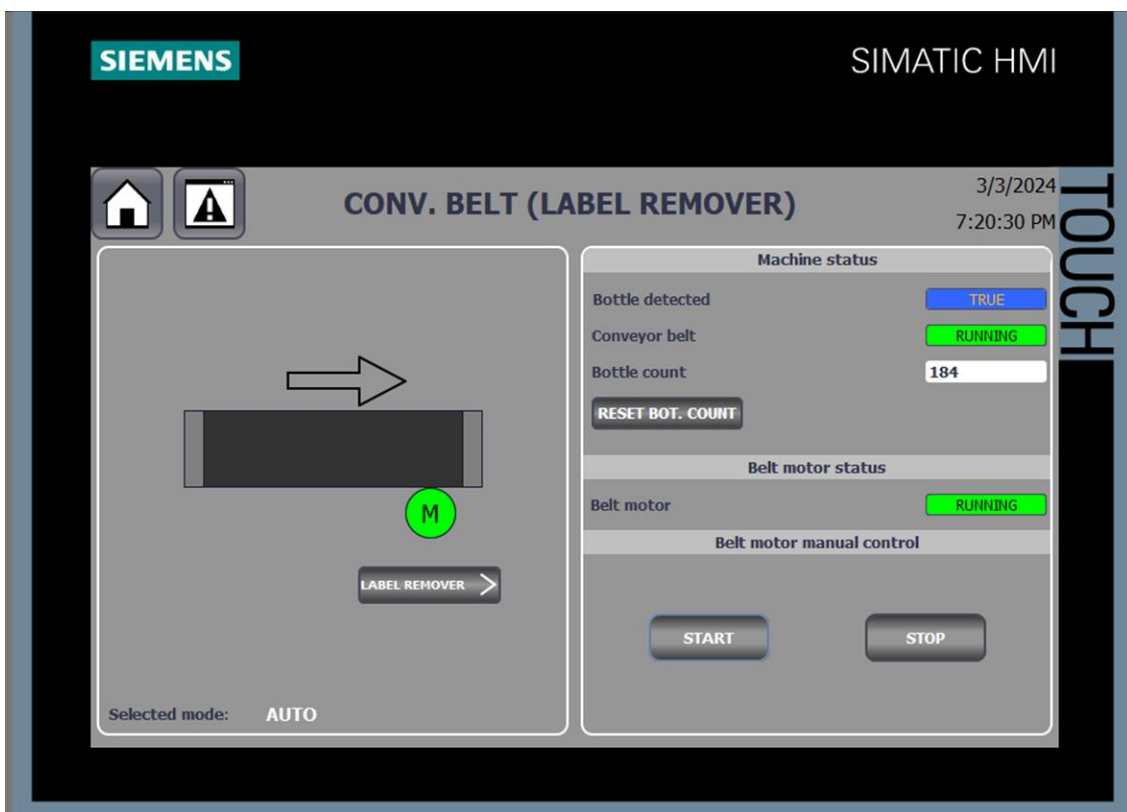 SIEMENS
SIMATIC HMI
TOUCH
CONV. BELT (LABEL REMOVER)
3/3/2024
7:20:30 PM
M
LABEL REMOVER
Selected mode: AUTO
Machine status
Bottle detected TRUE
Conveyor belt RUNNING
Bottle count 184
RESET BOT. COUNT
Belt motor status
Belt motor RUNNING
Belt motor manual control
START STOP